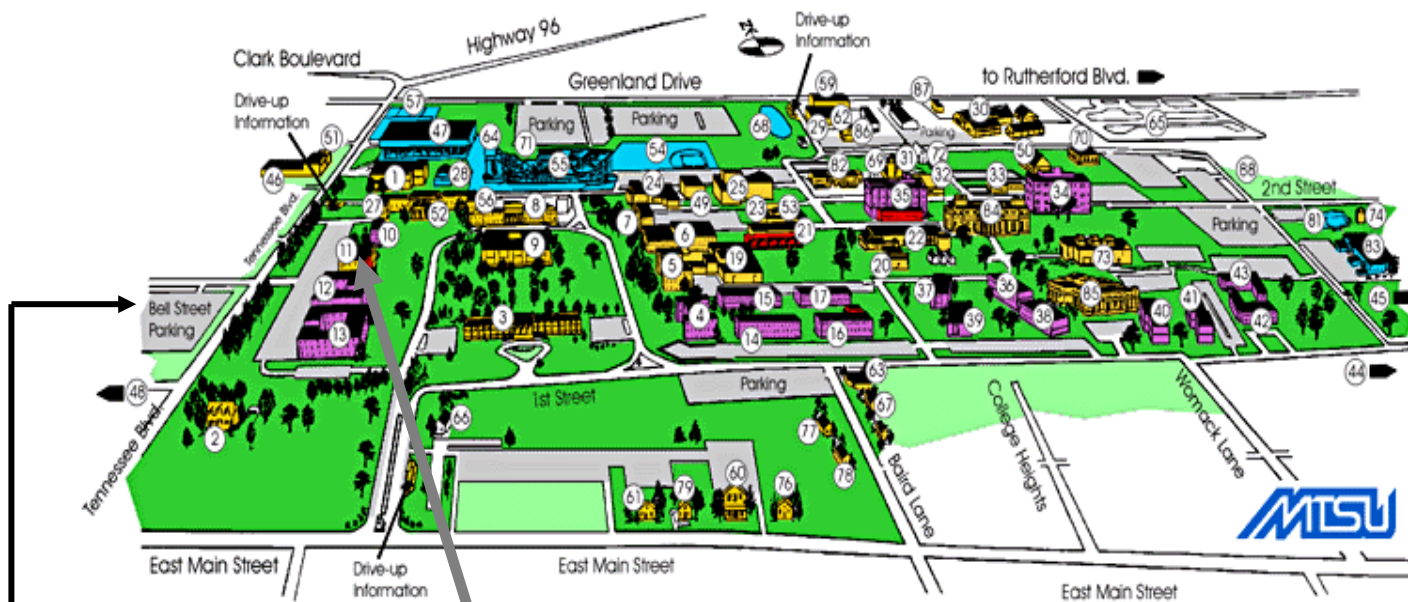 Highway 96
Clark Boulevard
Greenland Drive
to Rutherford Blvd.
Drive-up
Information
Drive-up
Information
N
57
47
51
46
64
71
Parking
Parking
68
59
62
29
86
87
30
Parking
65
1
28
55
54
24
25
82
69
31
72
32
50
70
33
34
88
2nd Street
27
52
56
8
7
49
23
53
35
84
Parking
81
74
Tennessee Blvd.
10
11
9
6
21
22
83
5
19
20
73
12
15
17
37
36
85
43
45
Bell Street
Parking
13
3
4
14
16
39
38
40
41
42
48
2
1st Street
Parking
63
44
66
67
77
78
Tennessee Blvd.
61
79
60
76
Baird Lane
College Heights
Womack Lane
MTSU
East Main Street
Drive-up
Information
East Main Street
East Main Street